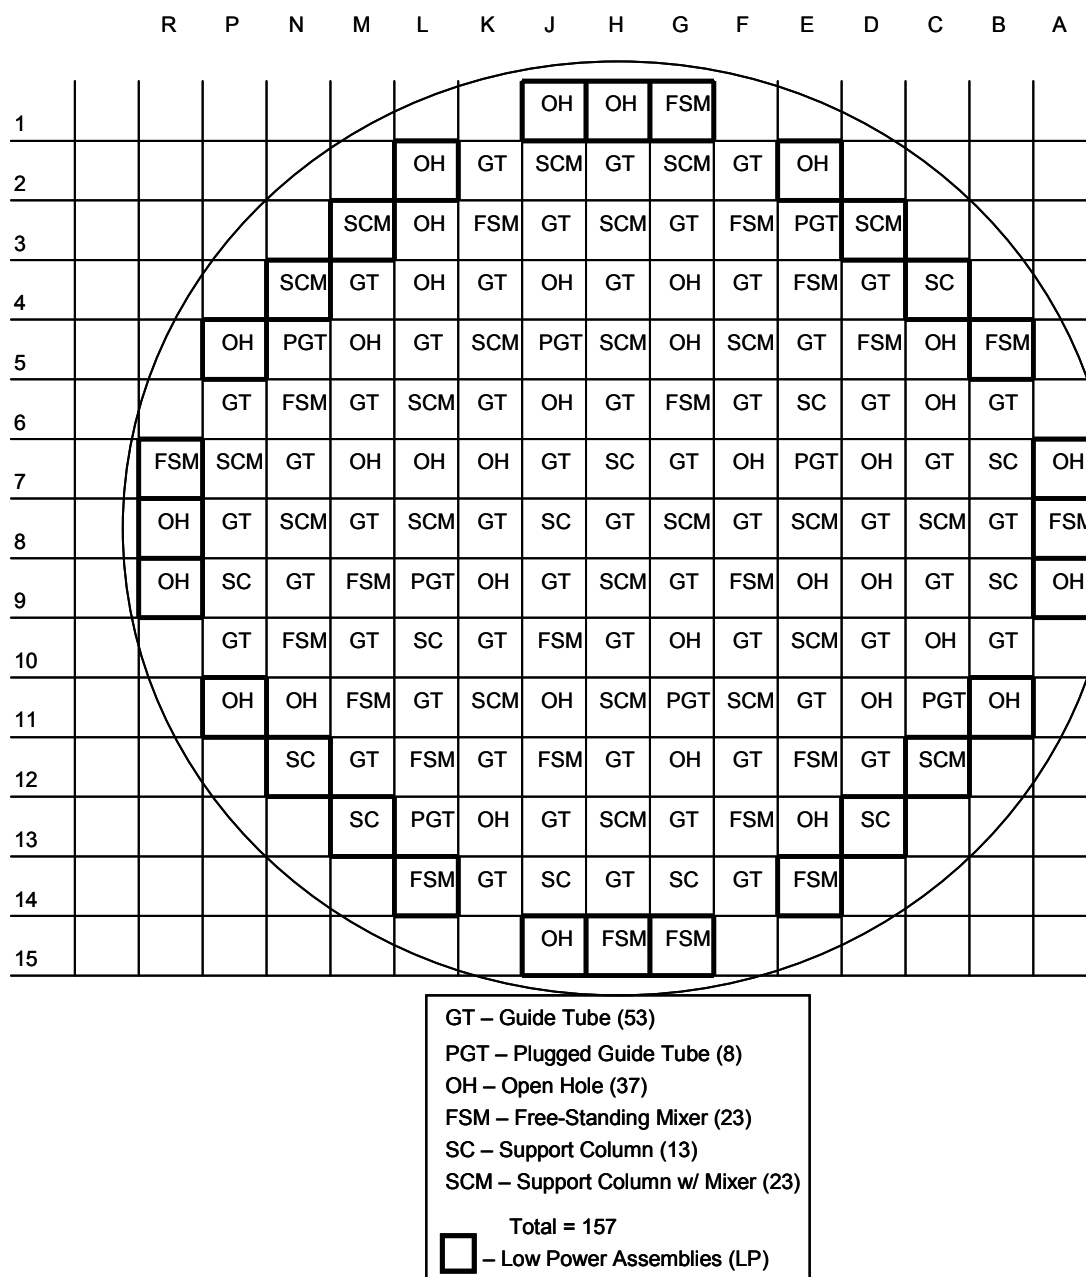 R P N M L K J H G F E D C B A
1 OH OH FSM
2 OH GT SCM GT SCM GT OH
3 SCM OH FSM GT SCM GT FSM PGT SCM
4 SCM GT OH GT OH GT OH GT FSM GT SC
5 OH PGT OH GT SCM PGT SCM OH SCM GT FSM OH FSM
6 GT FSM GT SCM GT OH GT FSM GT SC GT OH GT
7 FSM SCM GT OH OH OH GT SC GT OH PGT OH GT SC OH
8 OH GT SCM GT SCM GT SC GT SCM GT SCM GT SCM GT FSM
9 OH SC GT FSM PGT OH GT SCM GT FSM OH OH GT SC OH
10 GT FSM GT SC GT FSM GT OH GT SCM GT OH GT
11 OH OH FSM GT SCM OH SCM PGT SCM GT OH PGT OH
12 SC GT FSM GT FSM GT OH GT FSM GT SCM
13 SC PGT OH GT SCM GT FSM OH SC
14 FSM GT SC GT SC GT FSM
15 OH FSM FSM
GT – Guide Tube (53)
PGT – Plugged Guide Tube (8)
OH – Open Hole (37)
FSM – Free-Standing Mixer (23)
SC – Support Column (13)
SCM – Support Column w/ Mixer (23)
Total = 157
– Low Power Assemblies (LP)